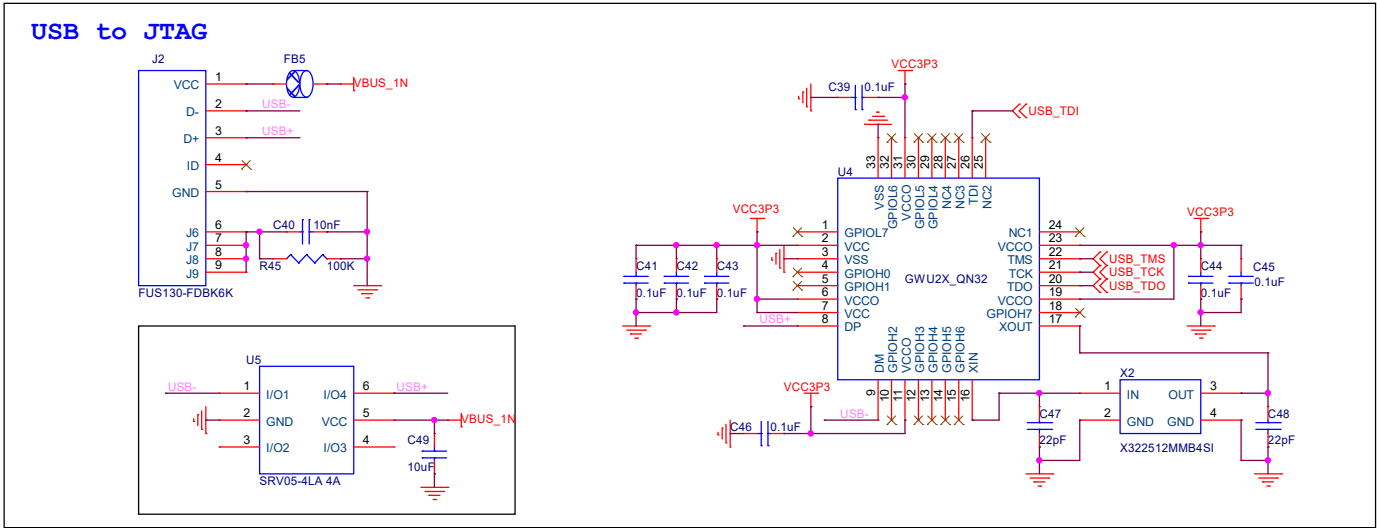 USB to JTAG
J2
VCC
1
D-
2
USB-
D+
3
USB+
ID
4
GND
5
J6
6
J7
7
J8
8
J9
9
FUS130-FDBK6K
FB5
VBUS_1N
C40
10nF
R45
100K
U5
USB-
1
I/O1
2
GND
3
I/O2
I/O4
6
USB+
VCC
5
VBUS_1N
I/O3
4
C49
10uF
SRV05-4LA 4A
VCC3P3
C39
0.1uF
USB_TDI
U4
GWU2X_QN32
33
VSS
32
GPIOL6
31
VCCO
30
GPIOL5
29
GPIOL4
28
NC4
27
NC3
26
TDI
25
NC2
VCC3P3
C41
0.1uF
C42
0.1uF
C43
0.1uF
1
GPIOL7
2
VCC
3
VSS
4
GPIOH0
5
GPIOH1
6
VCCO
7
VCC
USB+
8
DP
NC1
24
VCCO
23
TMS
22
USB_TMS
TCK
21
USB_TCK
TDO
20
USB_TDO
VCCO
19
GPIOH7
18
XOUT
17
VCC3P3
C44
0.1uF
C45
0.1uF
DM
9
USB-
GPIOH2
10
VCCO
11
GPIOH3
12
GPIOH4
13
GPIOH5
14
GPIOH6
15
XIN
16
VCC3P3
C46
0.1uF
X2
1
IN
OUT
3
2
GND
GND
4
X322512MMB4SI
C47
22pF
C48
22pF